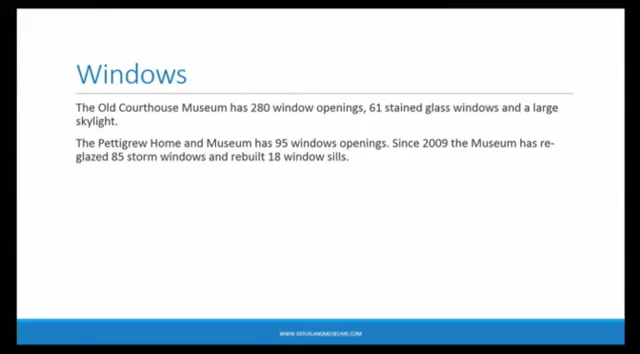 Windows
The Old Courthouse Museum has 280 window openings, 61 stained glass windows and a large
skylight.
The Pettigrew Home and Museum has 95 windows openings. Since 2009 the Museum has re-
glazed 85 storm windows and rebuilt 18 window sills.
WWW.SIOUXLANDMUSEUMS.COM